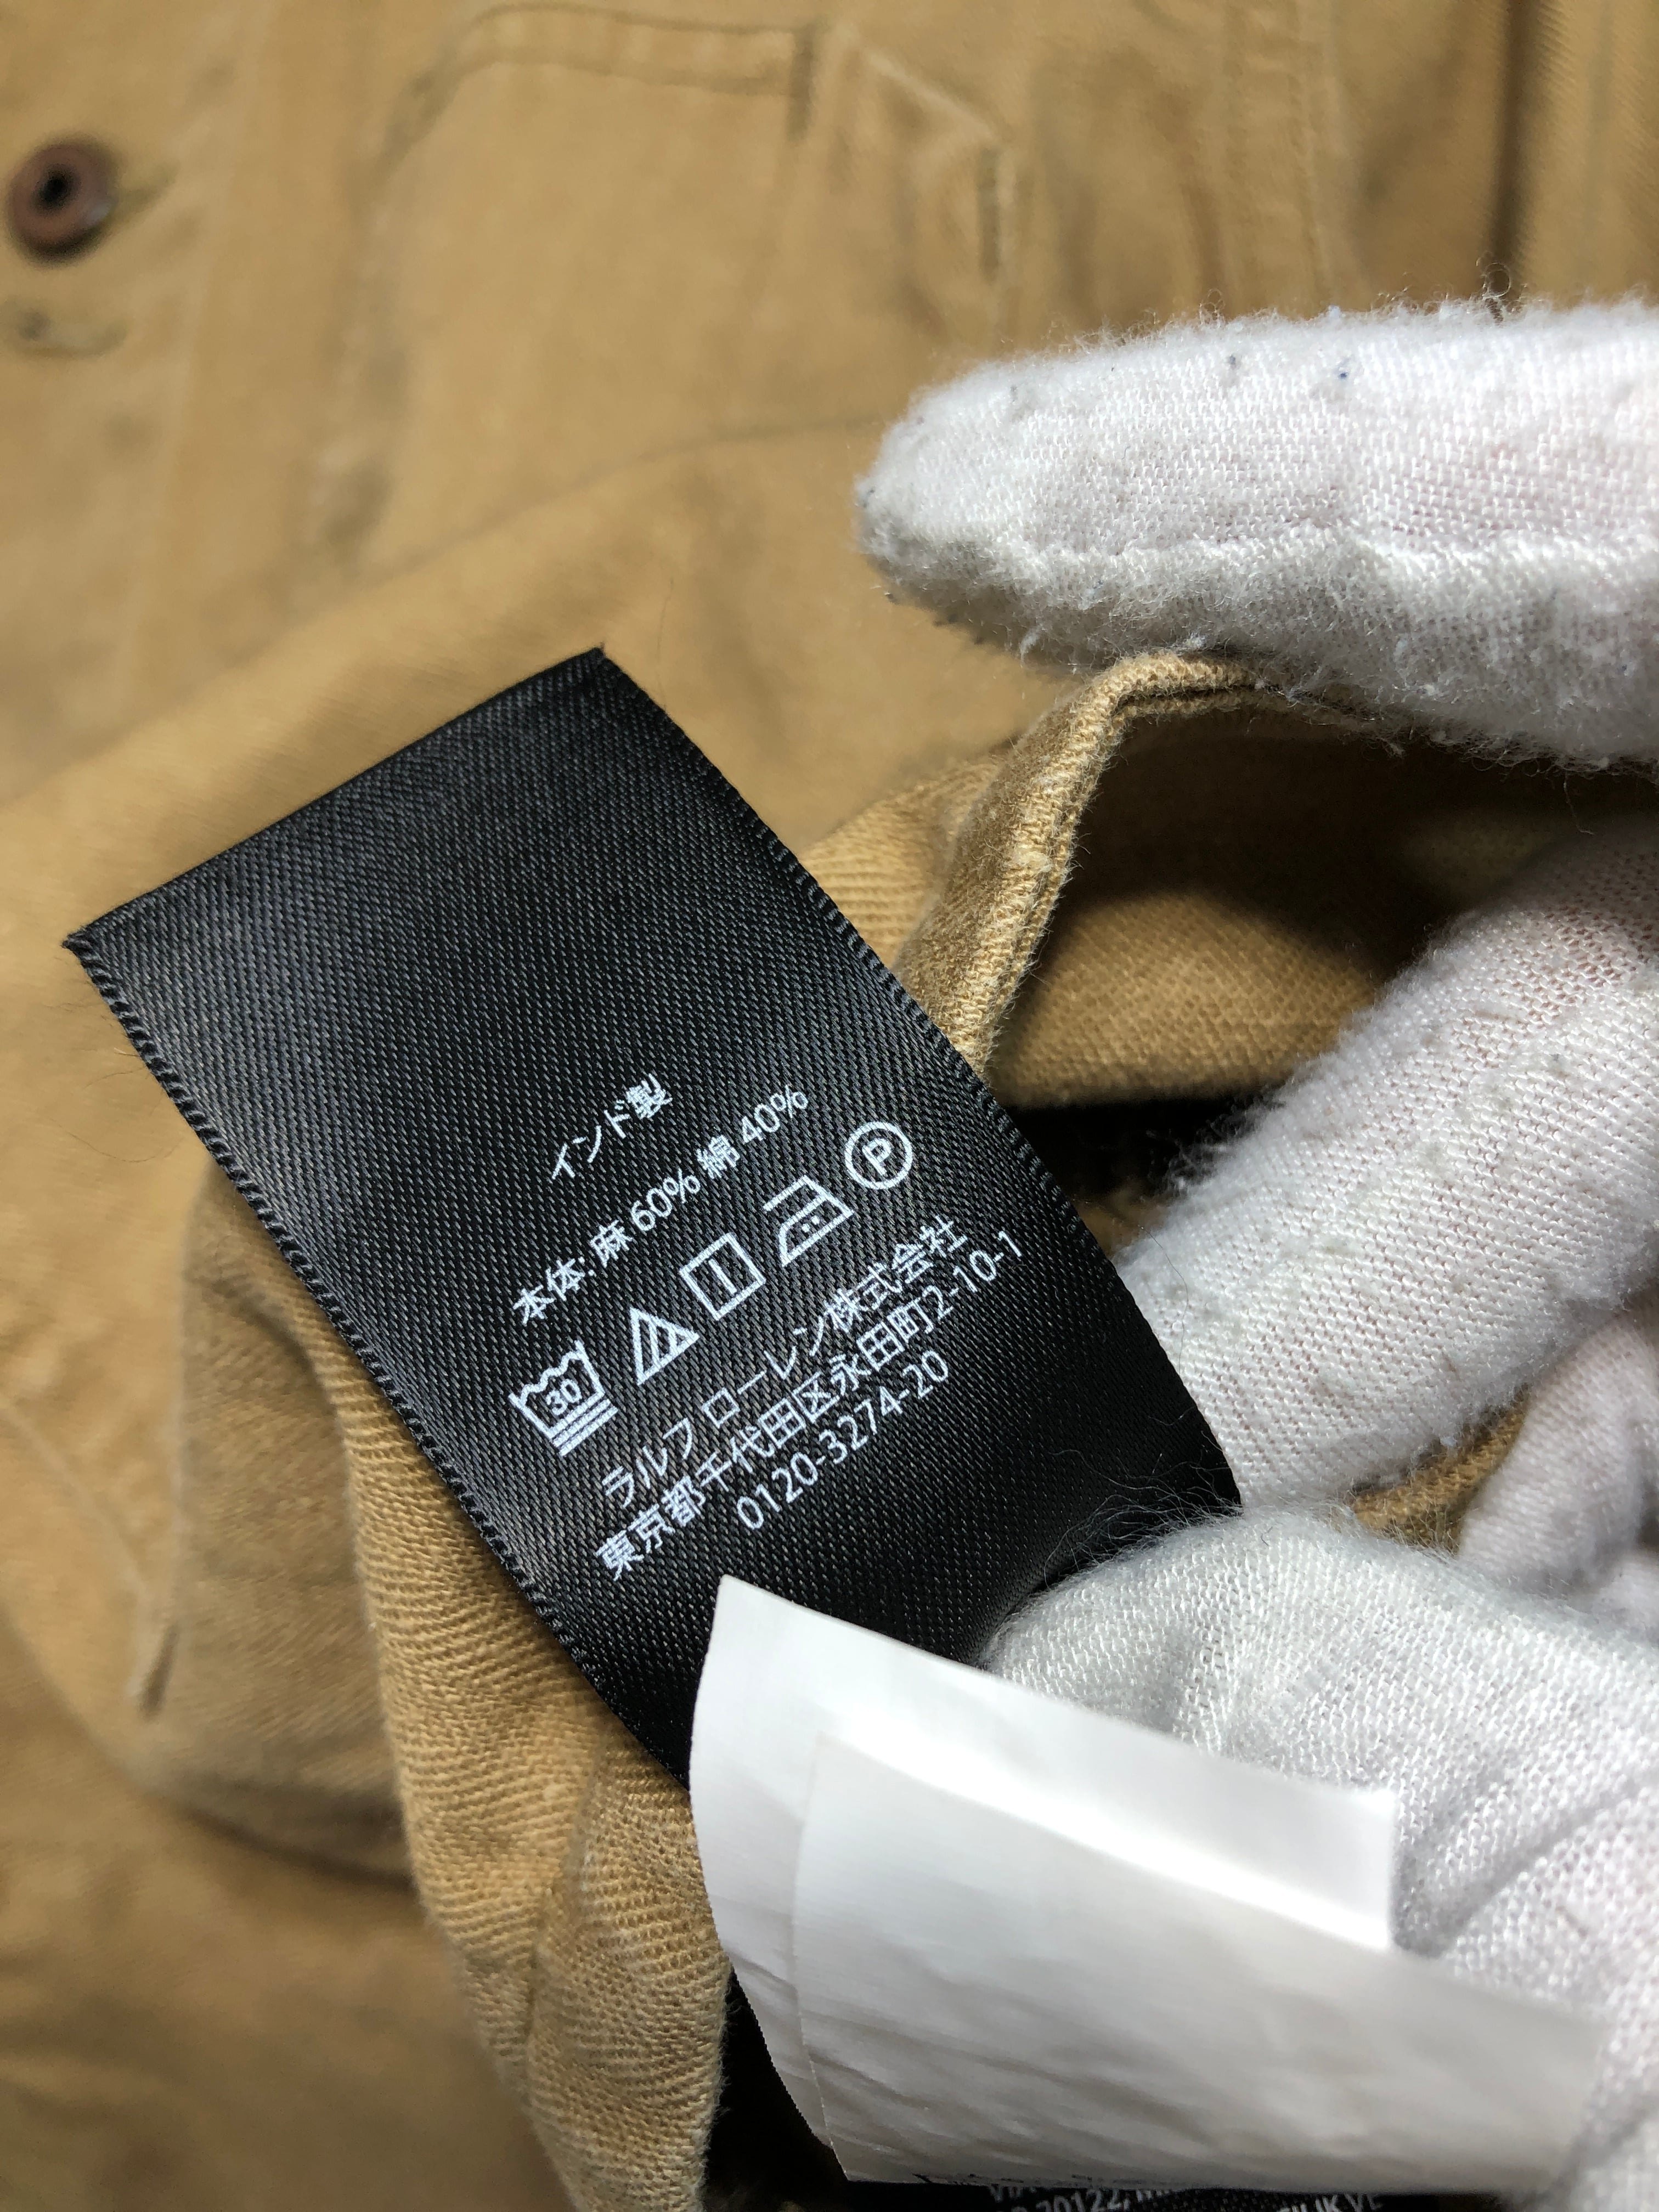 インド製
本体: 麻 60% 綿 40%
30 P
ラルフ ローレン株式会社
東京都千代田区永田町2-10-1
0120-3274-20
20122,